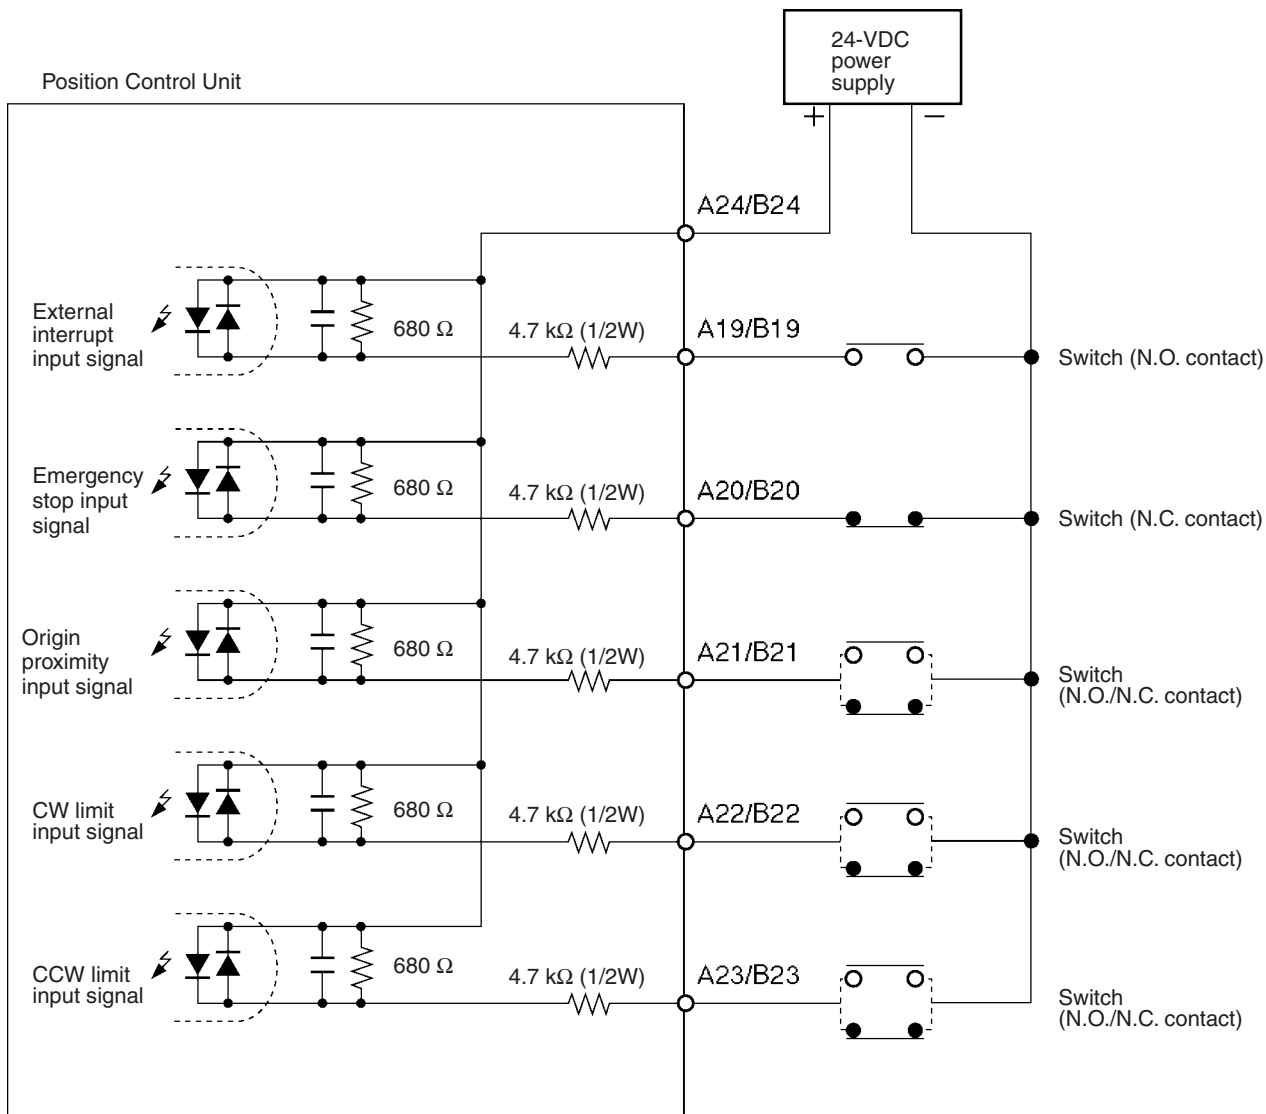 24-VDC
power
supply
Position Control Unit
+
−
A24/B24
External
interrupt
input signal
680 Ω
4.7 kΩ (1/2W)
A19/B19
Switch (N.O. contact)
Emergency
stop input
signal
680 Ω
4.7 kΩ (1/2W)
A20/B20
Switch (N.C. contact)
Origin
proximity
input signal
680 Ω
4.7 kΩ (1/2W)
A21/B21
Switch
(N.O./N.C. contact)
CW limit
input signal
680 Ω
4.7 kΩ (1/2W)
A22/B22
Switch
(N.O./N.C. contact)
CCW limit
input signal
680 Ω
4.7 kΩ (1/2W)
A23/B23
Switch
(N.O./N.C. contact)